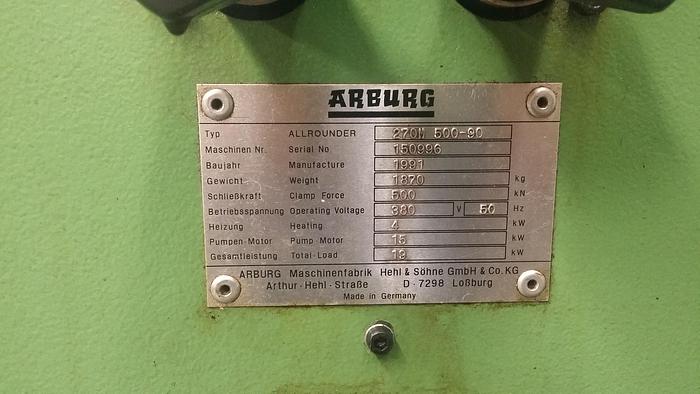 ARBURG
Typ ALLROUNDER 270M 500-90
Maschinen Nr. Serial No. 150996
Baujahr Manufacture 1991
Gewicht Weight 1870 kg
Schließkraft Clamp Force 500 kN
Betriebsspannung Operating Voltage 380 V 50 Hz
Heizung Heating 4 kW
Pumpen-Motor Pump Motor 15 kW
Gesamtleistung Total-Load 19 kW
ARBURG Maschinenfabrik Hehl & Söhne GmbH & Co. KG
Arthur-Hehl-Straße D-7298 Loßburg
Made in Germany